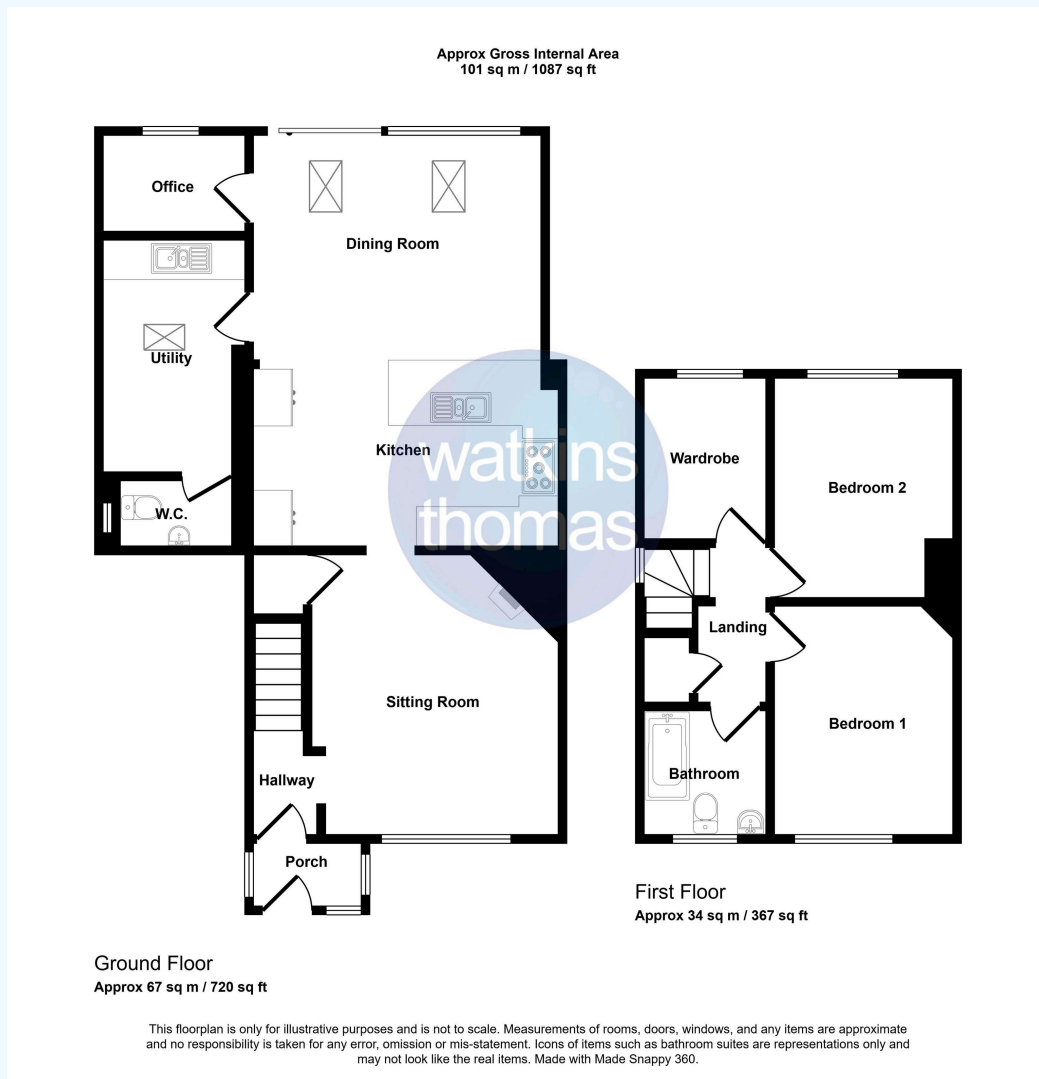 Approx Gross Internal Area
101 sq m / 1087 sq ft
Office
Dining Room
Utility
Kitchen
W.C.
watkins
thomas
Sitting Room
Hallway
Porch
Wardrobe
Bedroom 2
Landing
Bedroom 1
Bathroom
First Floor
Approx 34 sq m / 367 sq ft
Ground Floor
Approx 67 sq m / 720 sq ft
This floorplan is only for illustrative purposes and is not to scale. Measurements of rooms, doors, windows, and any items are approximate
and no responsibility is taken for any error, omission or mis-statement. Icons of items such as bathroom suites are representations only and
may not look like the real items. Made with Made Snappy 360.